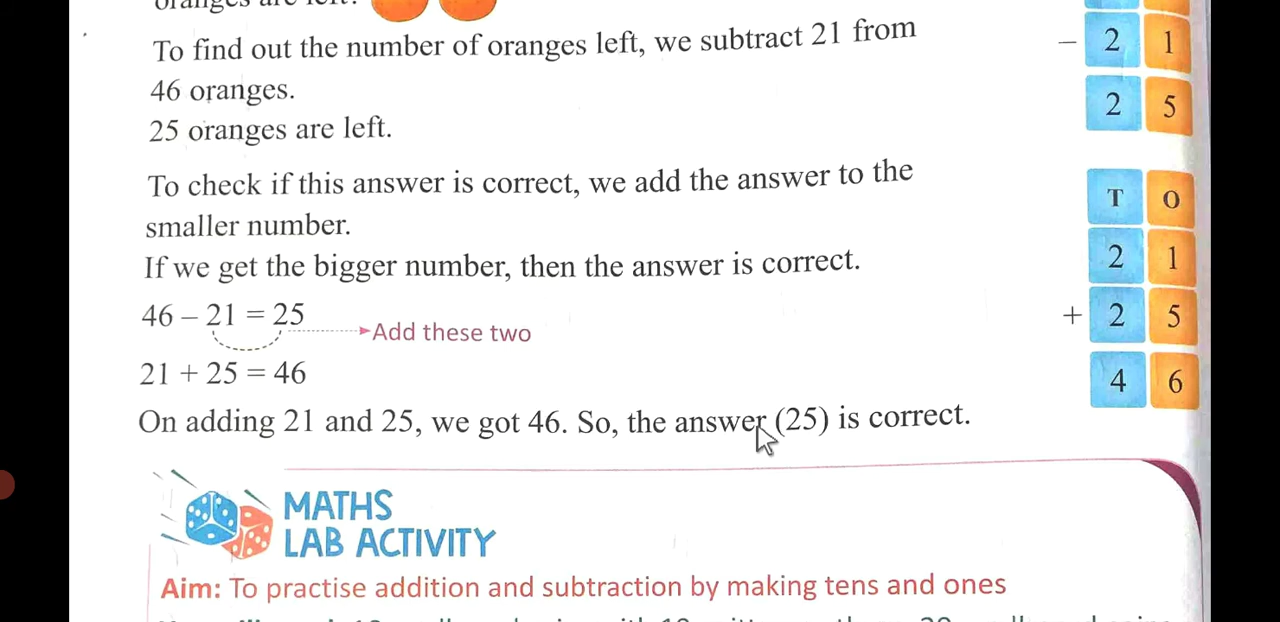 oranges are left.
To find out the number of oranges left, we subtract 21 from
46 oranges.
25 oranges are left.
– 2 1
2 5
To check if this answer is correct, we add the answer to the
smaller number.
If we get the bigger number, then the answer is correct.
46 – 21 = 25
Add these two
21 + 25 = 46
On adding 21 and 25, we got 46. So, the answer (25) is correct.
T O
2 1
+ 2 5
4 6
MATHS
LAB ACTIVITY
Aim: To practise addition and subtraction by making tens and ones